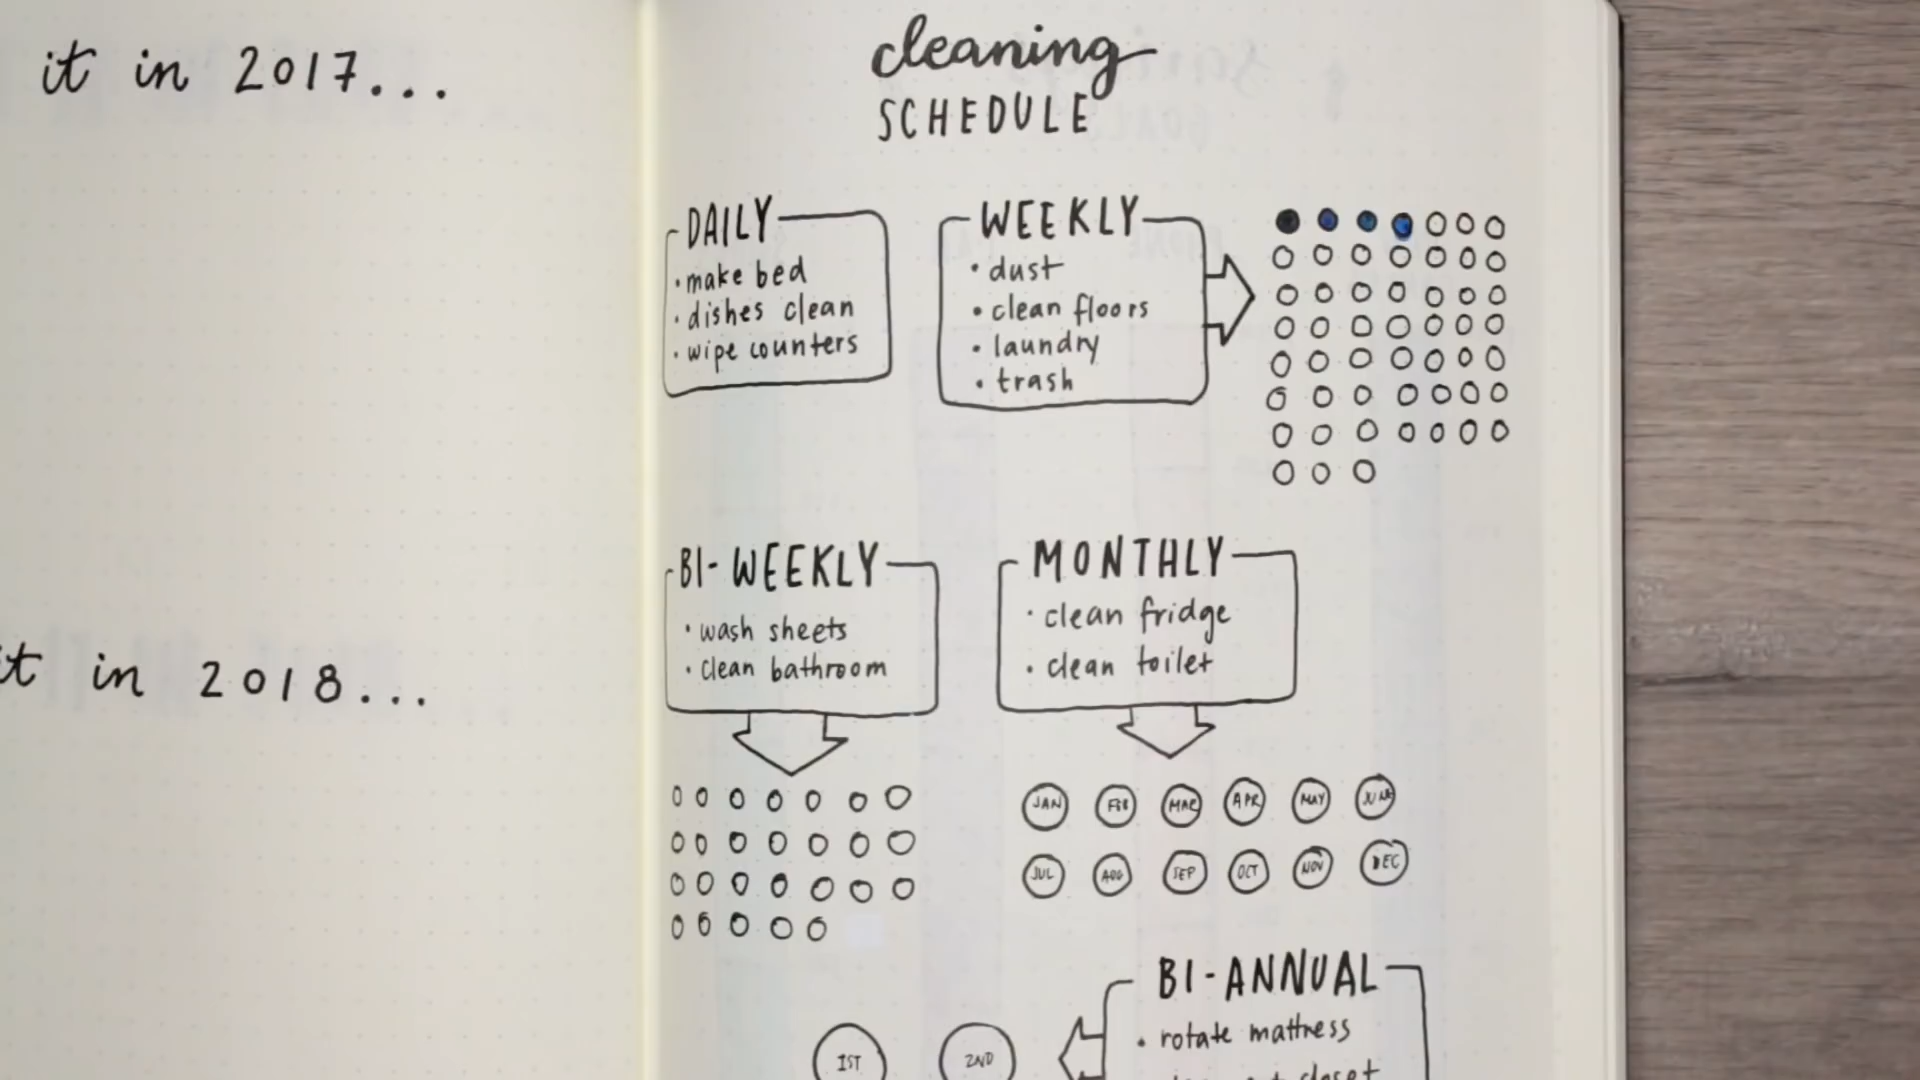 it in 2017...
it in 2018...
cleaning
SCHEDULE
DAILY
• make bed
• dishes clean
• wipe counters
WEEKLY
• dust
• clean floors
• laundry
• trash
BI-WEEKLY
• wash sheets
• clean bathroom
MONTHLY
• clean fridge
• clean toilet
JAN FEB MAR APR MAY JUNE
JUL AUG SEP OCT NOV DEC
BI-ANNUAL
• rotate mattress
closet
1ST 2ND